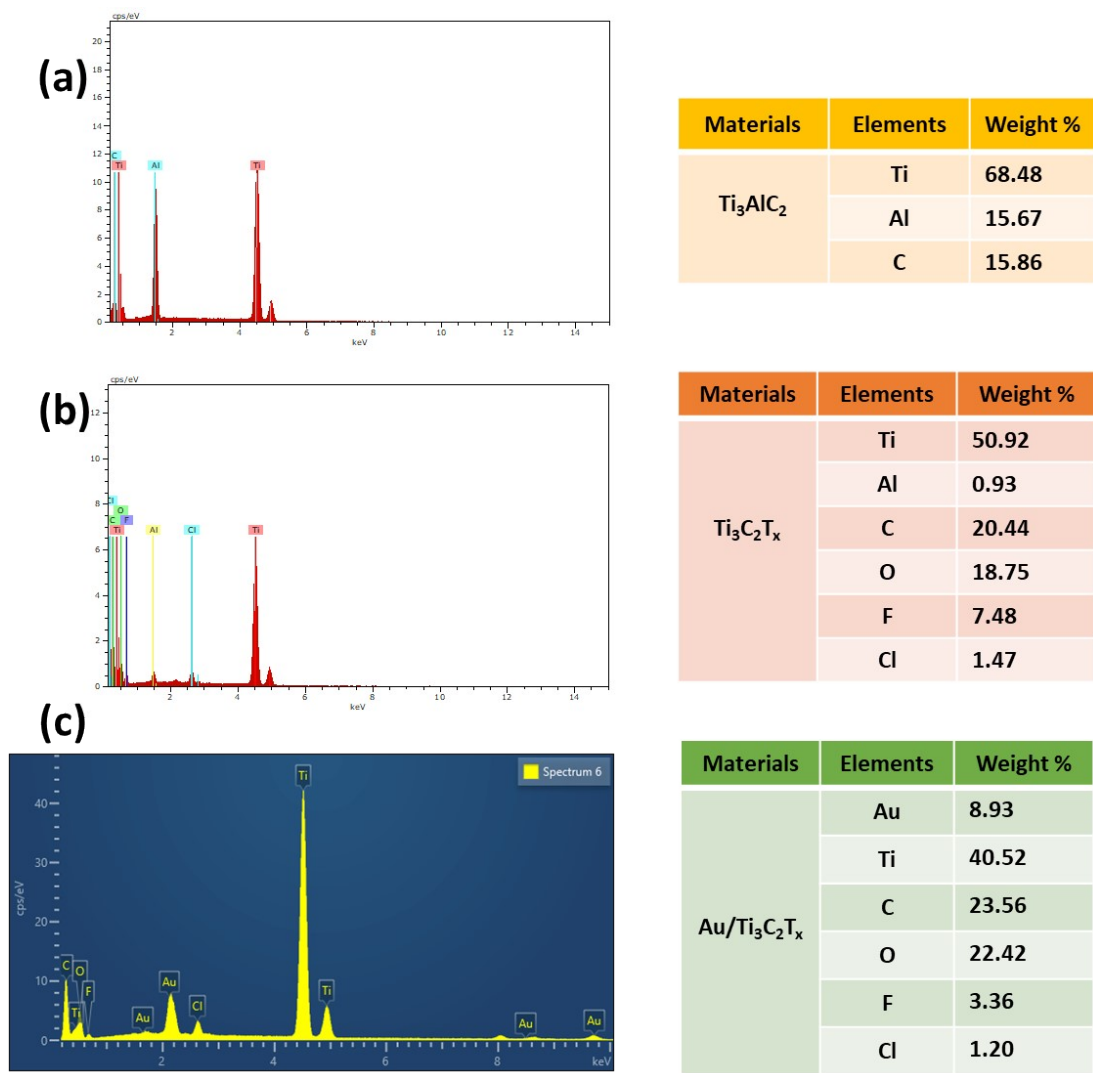 (a)
cps/eV
20
18
16
14
12
10
8
6
4
2
0
C
Ti
Al
Ti
2 4 6 8 10 12 14
keV
Materials Elements Weight %
Ti₃AlC₂
Ti 68.48
Al 15.67
C 15.86
(b)
cps/eV
12
10
8
6
4
2
0
Cl
O
C
F
Ti
Al
Cl
Ti
2 4 6 8 10 12 14
keV
Materials Elements Weight %
Ti₃C₂Tₓ
Ti 50.92
Al 0.93
C 20.44
O 18.75
F 7.48
Cl 1.47
(c)
Spectrum 6
cps/eV
40
30
20
10
0
C
O
F
Ti
Au
Au
Cl
Ti
Ti
Au
Au
2 4 6 8 keV
Materials Elements Weight %
Au/Ti₃C₂Tₓ
Au 8.93
Ti 40.52
C 23.56
O 22.42
F 3.36
Cl 1.20